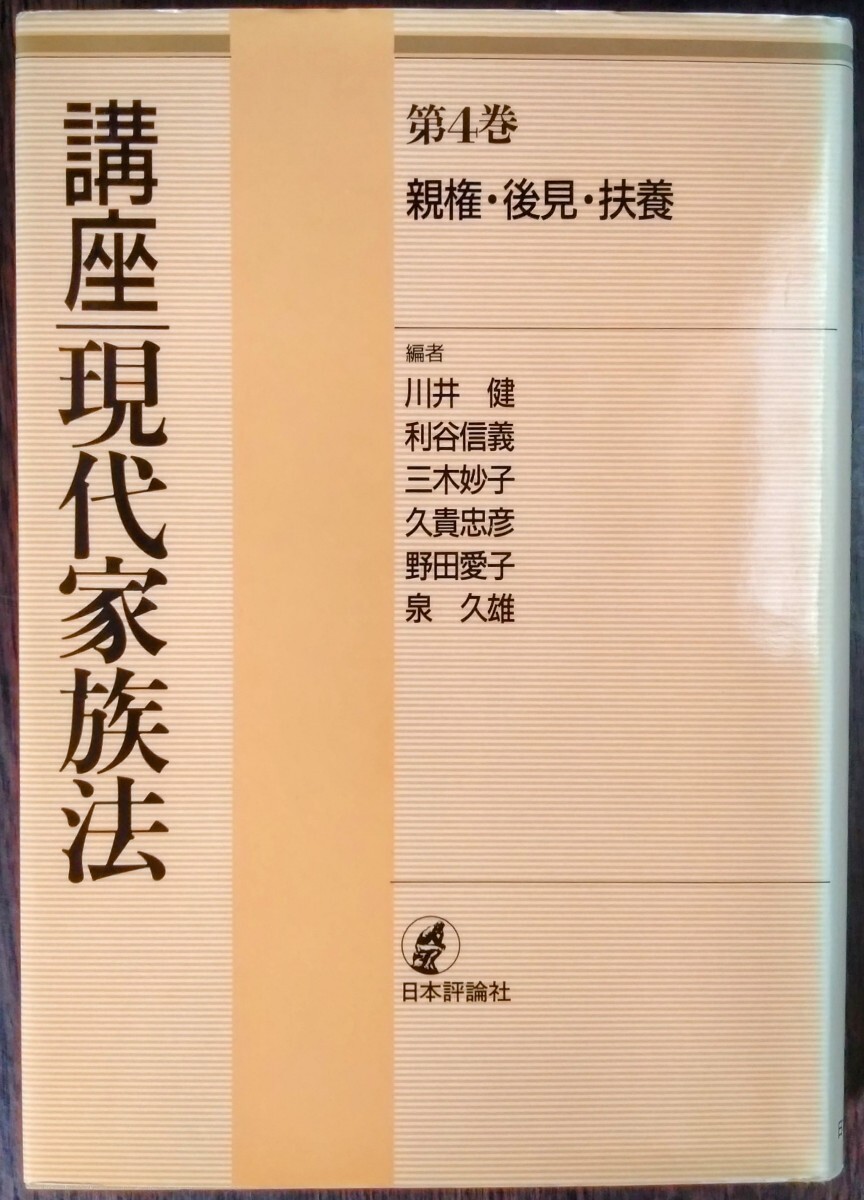 講座
現代家族法
第4巻
親権・後見・扶養
編者
川井 健
利谷信義
三木妙子
久貴忠彦
野田愛子
泉 久雄
日本評論社